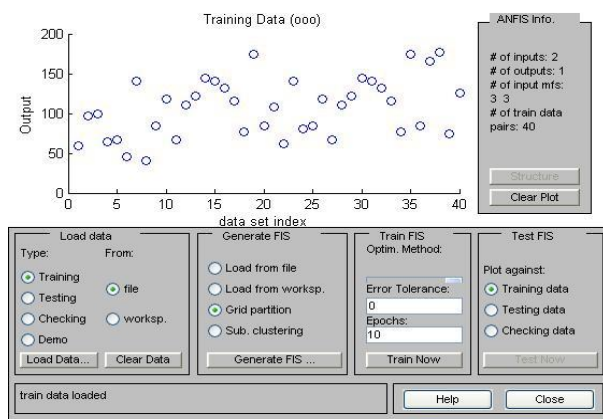 Training Data (ooo)
200
150
100
50
0
Output
0 5 10 15 20 25 30 35 40
data set index
ANFIS Info.
# of inputs: 2
# of outputs: 1
# of input mfs:
3 3
# of train data
pairs: 40
Structure
Clear Plot
Load data
Type: From:
Training
Testing
Checking
Demo
file
worksp.
Load Data... Clear Data
Generate FIS
Load from file
Load from worksp.
Grid partition
Sub. clustering
Generate FIS ...
Train FIS
Optim. Method:
Error Tolerance:
0
Epochs:
10
Train Now
Test FIS
Plot against:
Training data
Testing data
Checking data
Test Now
train data loaded
Help Close